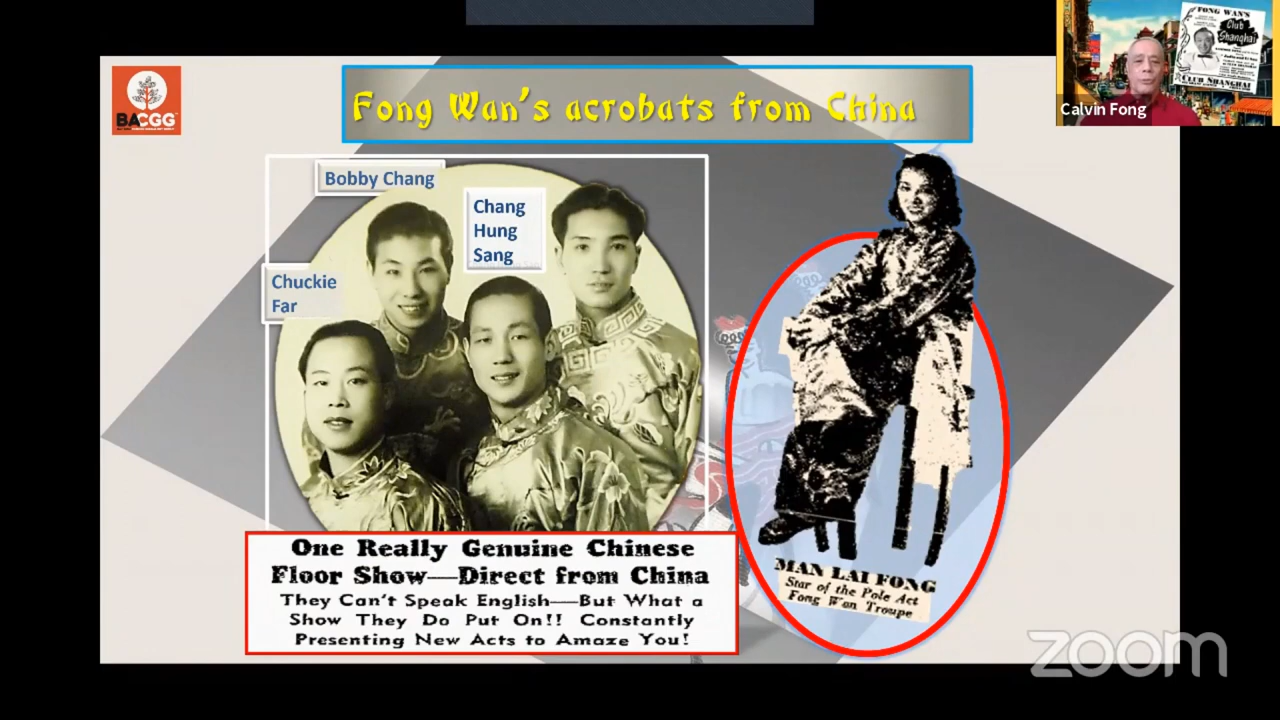 BACGG
Fong Wan's acrobats from China
FONG WAN'S
Club
Shanghai
CLUB SHANGHAI
Calvin Fong
Bobby Chang
Chang
Hung
Sang
Chuckie
Far
One Really Genuine Chinese
Floor Show—Direct from China
They Can't Speak English—But What a
Show They Do Put On!! Constantly
Presenting New Acts to Amaze You!
MAN LAI FONG
Star of the Pole Act
Fong Wan Troupe
zoom